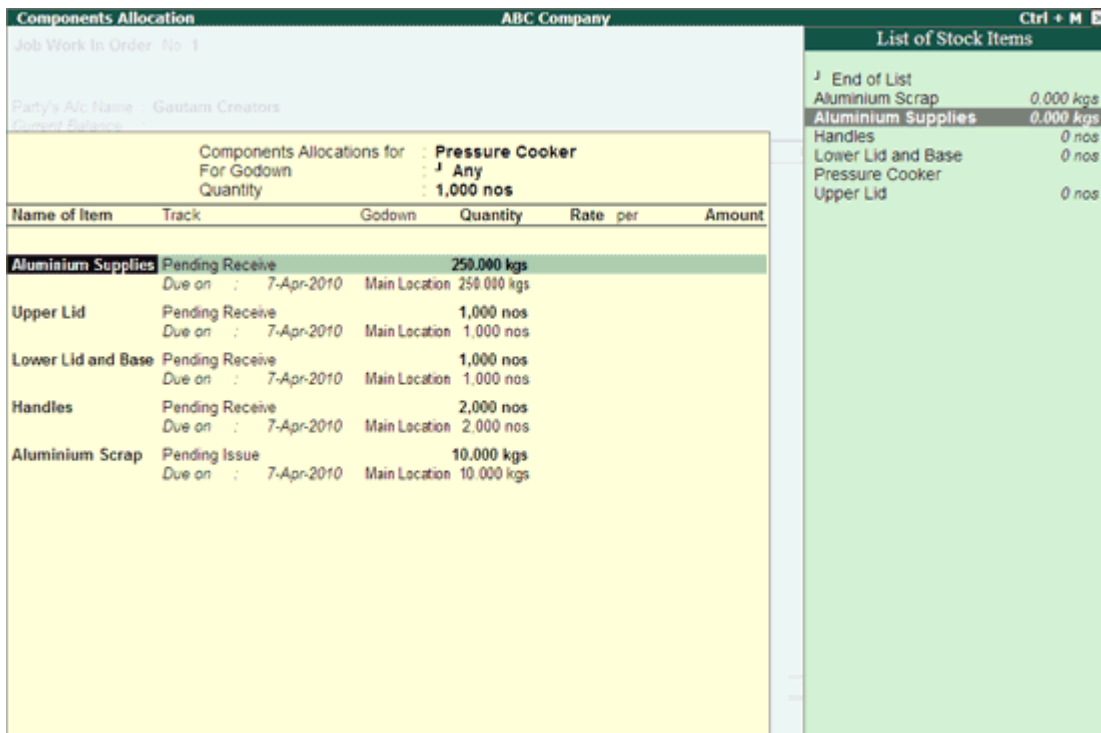 Components Allocation ABC Company Ctrl + M
Job Work In Order No. 1
Party's A/c Name : Gautam Creators
Current Balance :
Components Allocations for : Pressure Cooker
For Godown : ┘ Any
Quantity : 1,000 nos
Name of Item Track Godown Quantity Rate per Amount
Aluminium Supplies Pending Receive 250.000 kgs
Due on : 7-Apr-2010 Main Location 250.000 kgs
Upper Lid Pending Receive 1,000 nos
Due on : 7-Apr-2010 Main Location 1,000 nos
Lower Lid and Base Pending Receive 1,000 nos
Due on : 7-Apr-2010 Main Location 1,000 nos
Handles Pending Receive 2,000 nos
Due on : 7-Apr-2010 Main Location 2,000 nos
Aluminium Scrap Pending Issue 10.000 kgs
Due on : 7-Apr-2010 Main Location 10.000 kgs
List of Stock Items
┘ End of List
Aluminium Scrap 0.000 kgs
Aluminium Supplies 0.000 kgs
Handles 0 nos
Lower Lid and Base 0 nos
Pressure Cooker
Upper Lid 0 nos